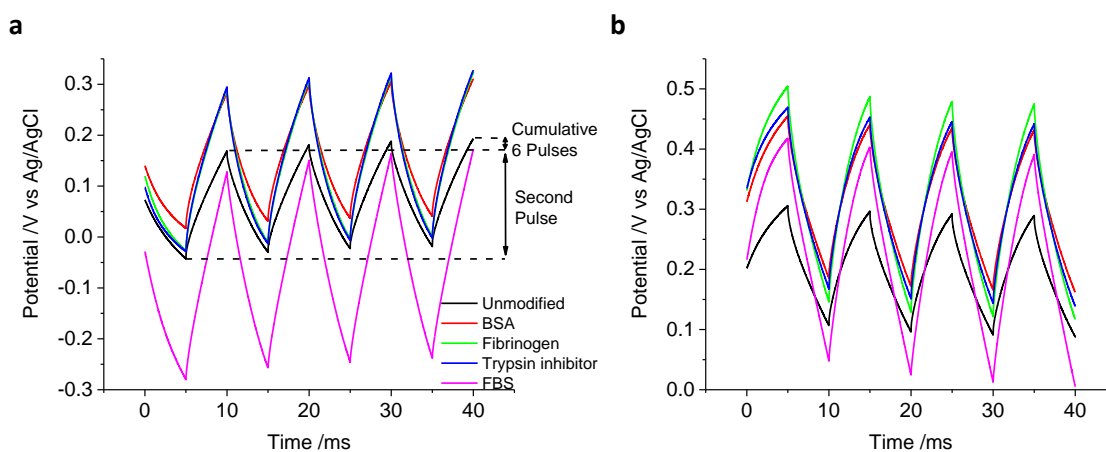 a
Potential /V vs Ag/AgCl
0.3
0.2
0.1
0.0
-0.1
-0.2
-0.3
Cumulative
6 Pulses
Second
Pulse
Unmodified
BSA
Fibrinogen
Trypsin inhibitor
FBS
0 10 20 30 40
Time /ms
b
Potential /V vs Ag/AgCl
0.5
0.4
0.3
0.2
0.1
0.0
0 10 20 30 40
Time /ms